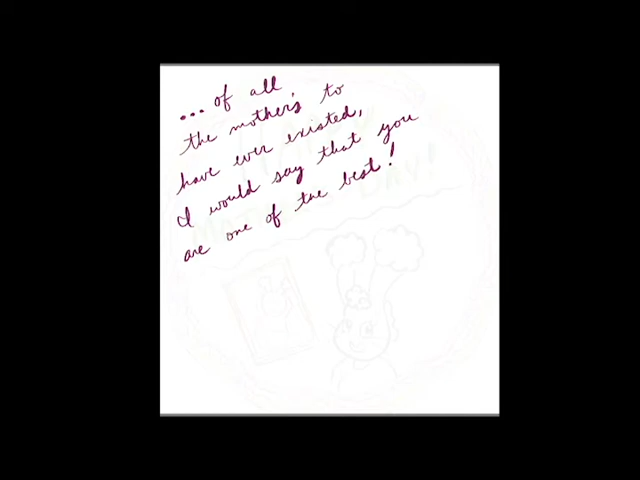 ...of all
the mother's to
have ever existed,
I would say that you
are one of the best!